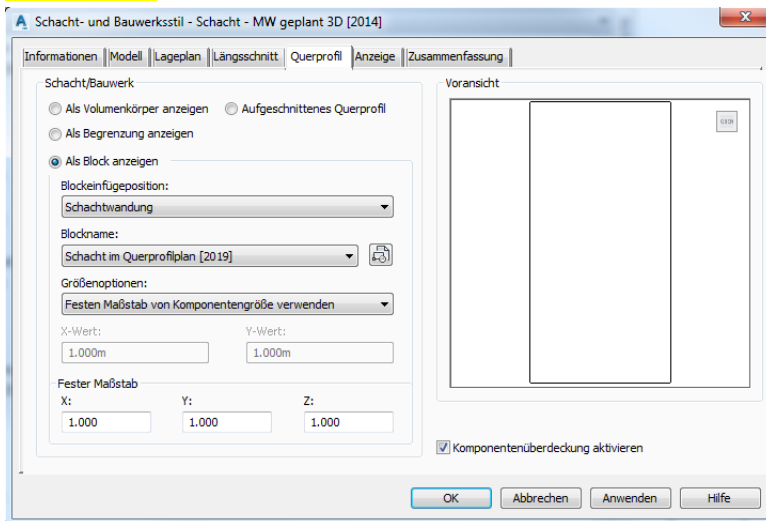 Schacht- und Bauwerksstil - Schacht - MW geplant 3D [2014]
Informationen Modell Lageplan Längsschnitt Querprofil Anzeige Zusammenfassung
Schacht/Bauwerk
Als Volumenkörper anzeigen Aufgeschnittenes Querprofil
Als Begrenzung anzeigen
Als Block anzeigen
Blockeinfügeposition:
Schachtwandung
Blockname:
Schacht im Querprofilplan [2019]
Größenoptionen:
Festen Maßstab von Komponentengröße verwenden
X-Wert: Y-Wert:
1.000m 1.000m
Fester Maßstab
X: Y: Z:
1.000 1.000 1.000
Voransicht
Komponentenüberdeckung aktivieren
OK Abbrechen Anwenden Hilfe